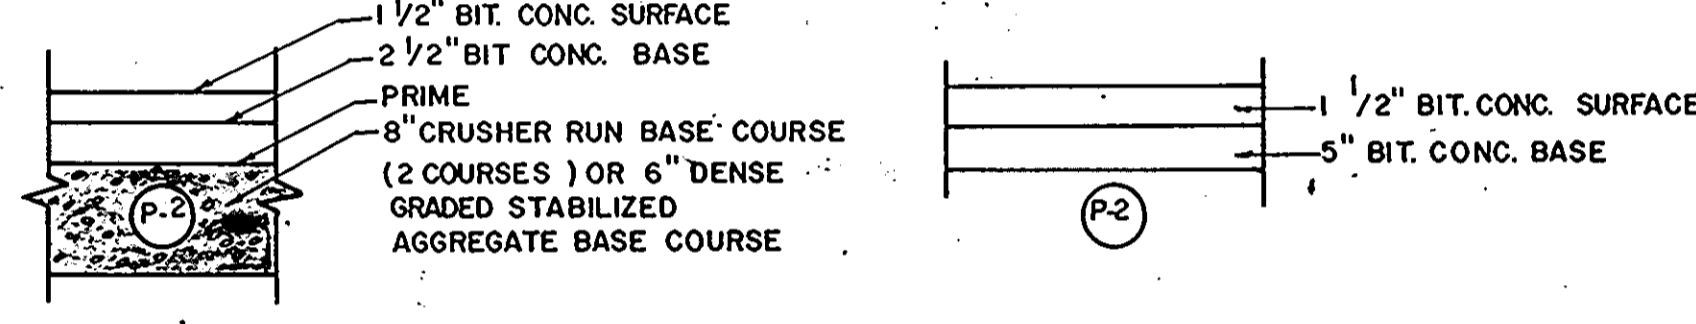 1 1/2" BIT. CONC. SURFACE
2 1/2" BIT CONC. BASE
PRIME
8" CRUSHER RUN BASE COURSE
(2 COURSES ) OR 6" DENSE
GRADED STABILIZED
AGGREGATE BASE COURSE
P-2
1 1/2" BIT. CONC. SURFACE
5" BIT. CONC. BASE
P-2